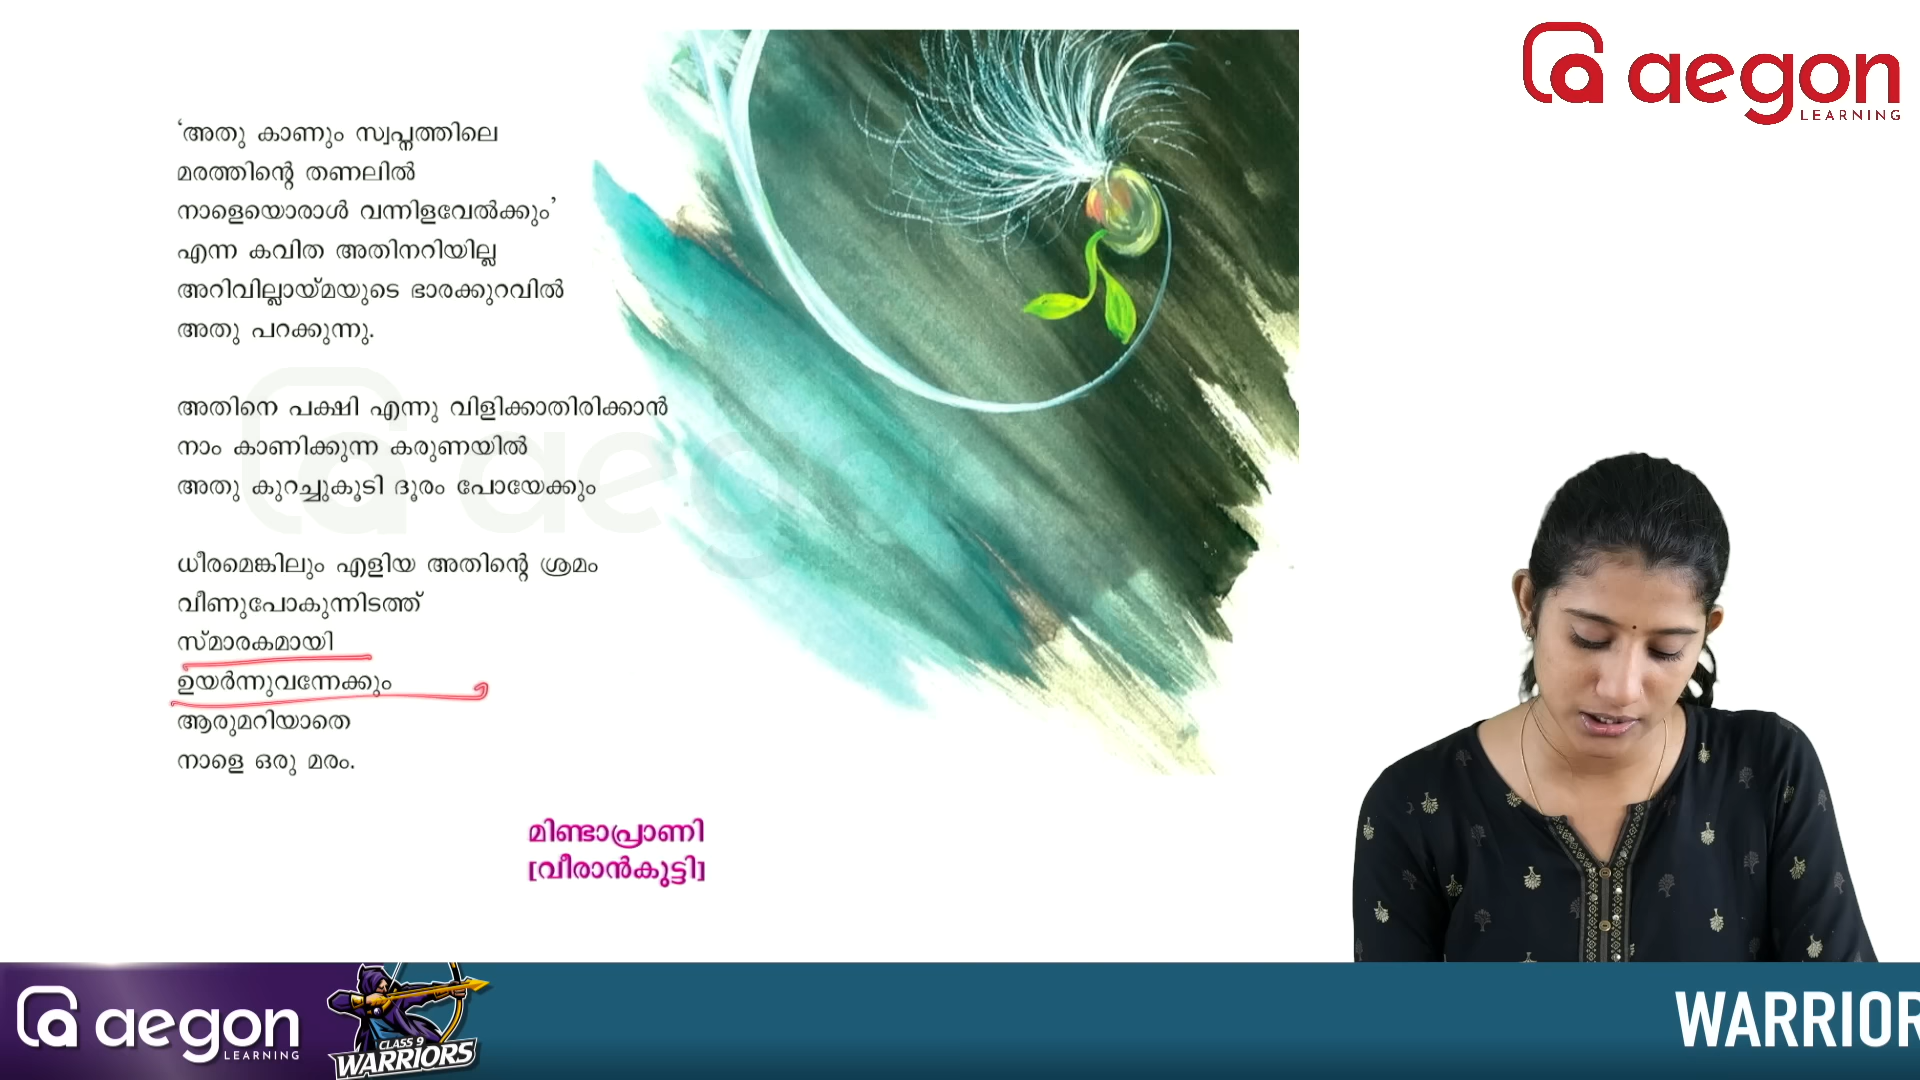 aegon
LEARNING
‘അതു കാണും സ്വപ്നത്തിലെ
മരത്തിന്റെ തണലിൽ
നാളെയൊരാൾ വന്നിളവേൽക്കും’
എന്ന കവിത അതിനറിയില്ല
അറിവില്ലായ്മയുടെ ഭാരക്കുറവിൽ
അതു പറക്കുന്നു.
അതിനെ പക്ഷി എന്നു വിളിക്കാതിരിക്കാൻ
നാം കാണിക്കുന്ന കരുണയിൽ
അതു കുറച്ചുകൂടി ദൂരം പോയേക്കും
ധീരമെങ്കിലും എളിയ അതിന്റെ ശ്രമം
വീണുപോകുന്നിടത്ത്
സ്മാരകമായി
ഉയർന്നുവന്നേക്കും
ആരുമറിയാതെ
നാളെ ഒരു മരം.
മിണ്ടാപ്രാണി
[വീരാൻകുട്ടി]
aegon
LEARNING
CLASS 9
WARRIORS
WARRIOR